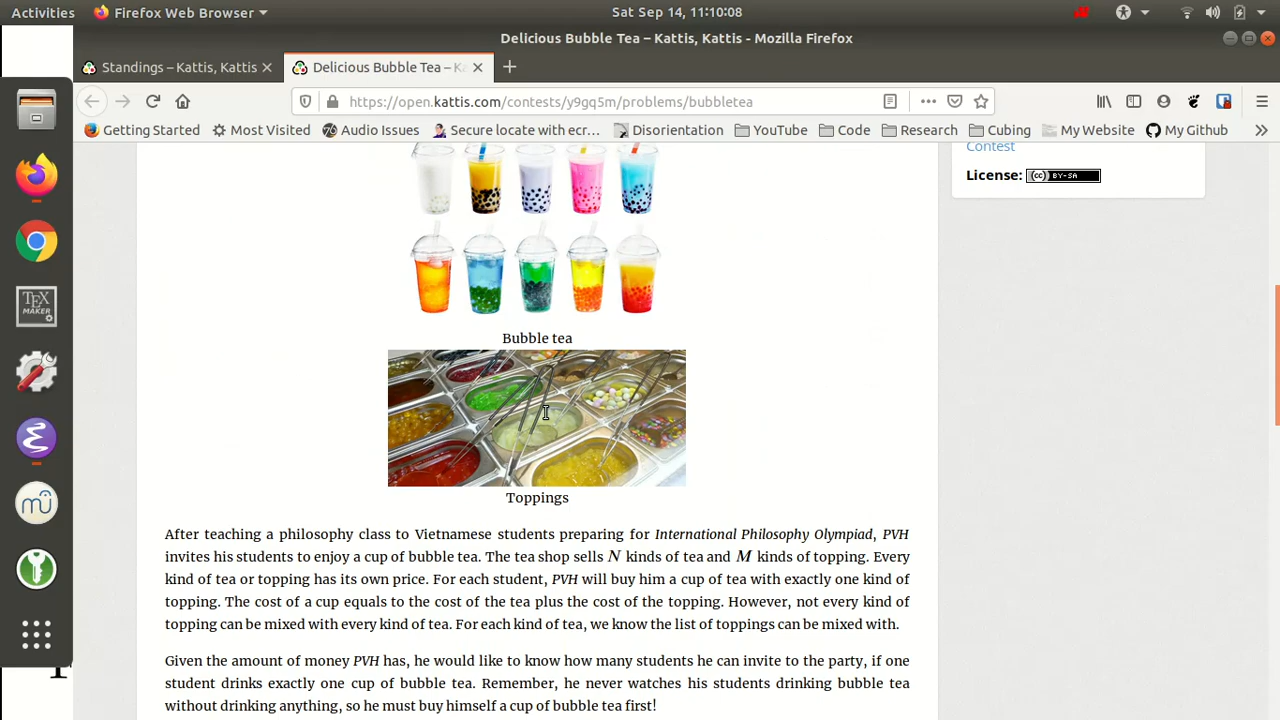 Activities Firefox Web Browser Sat Sep 14, 11:10:08
Delicious Bubble Tea – Kattis, Kattis - Mozilla Firefox
Standings – Kattis, Kattis × Delicious Bubble Tea – Ka × +
https://open.kattis.com/contests/y9gq5m/problems/bubbletea
Getting Started Most Visited Audio Issues Secure locate with ecr... Disorientation YouTube Code Research Cubing My Website My Github
Contest
License: CC BY-SA
TEX MAKER
mu
Bubble tea
Toppings
After teaching a philosophy class to Vietnamese students preparing for International Philosophy Olympiad, PVH
invites his students to enjoy a cup of bubble tea. The tea shop sells N kinds of tea and M kinds of topping. Every
kind of tea or topping has its own price. For each student, PVH will buy him a cup of tea with exactly one kind of
topping. The cost of a cup equals to the cost of the tea plus the cost of the topping. However, not every kind of
topping can be mixed with every kind of tea. For each kind of tea, we know the list of toppings can be mixed with.
Given the amount of money PVH has, he would like to know how many students he can invite to the party, if one
student drinks exactly one cup of bubble tea. Remember, he never watches his students drinking bubble tea
without drinking anything, so he must buy himself a cup of bubble tea first!